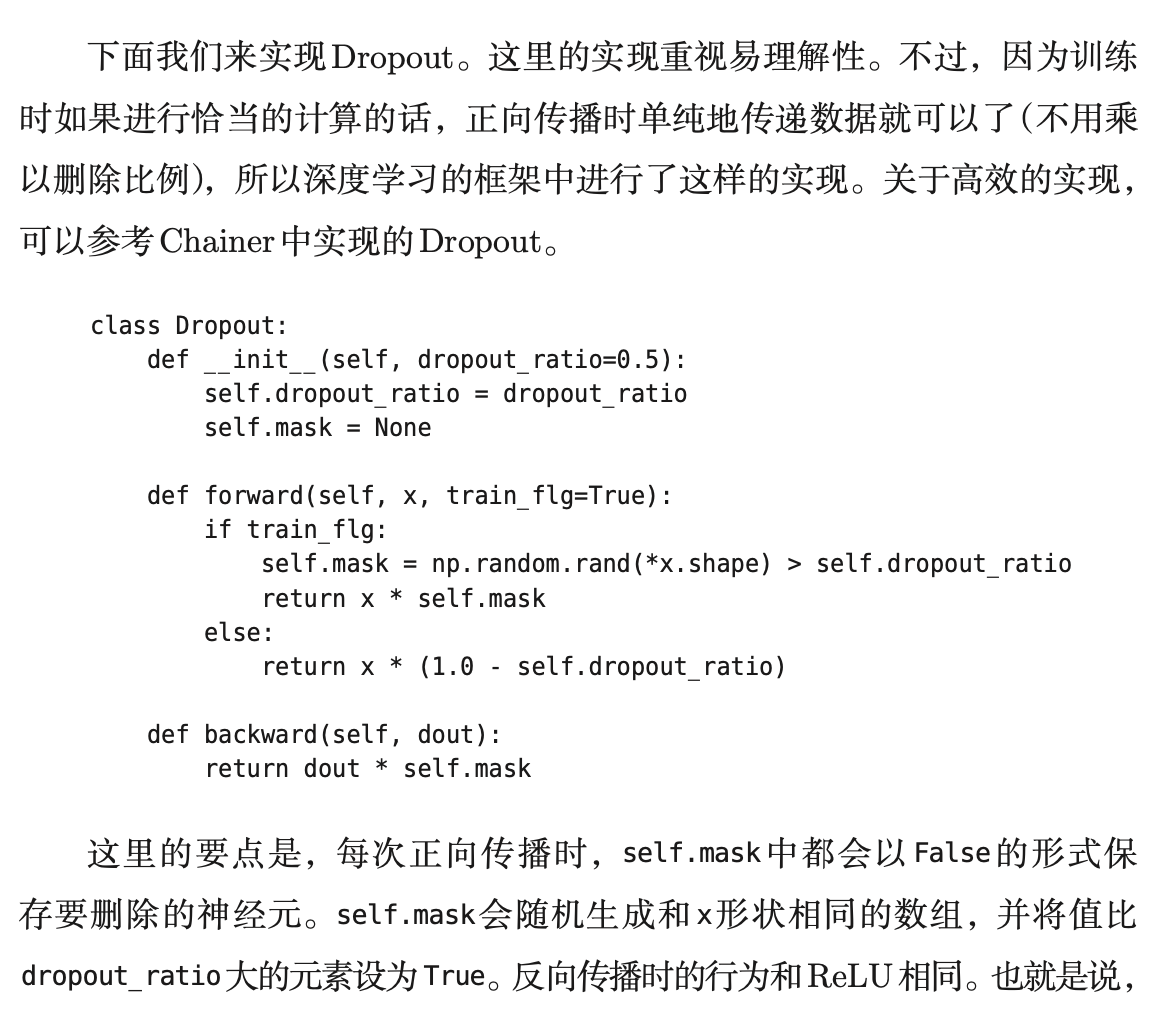 下面我们来实现Dropout。这里的实现重视易理解性。不过，因为训练
时如果进行恰当的计算的话，正向传播时单纯地传递数据就可以了(不用乘
以删除比例)，所以深度学习的框架中进行了这样的实现。关于高效的实现，
可以参考Chainer中实现的Dropout。
class Dropout:
    def __init__(self, dropout_ratio=0.5):
        self.dropout_ratio = dropout_ratio
        self.mask = None
    def forward(self, x, train_flg=True):
        if train_flg:
            self.mask = np.random.rand(*x.shape) > self.dropout_ratio
            return x * self.mask
        else:
            return x * (1.0 - self.dropout_ratio)
    def backward(self, dout):
        return dout * self.mask
这里的要点是，每次正向传播时，self.mask中都会以False的形式保
存要删除的神经元。self.mask会随机生成和x形状相同的数组，并将值比
dropout_ratio大的元素设为True。反向传播时的行为和ReLU相同。也就是说，